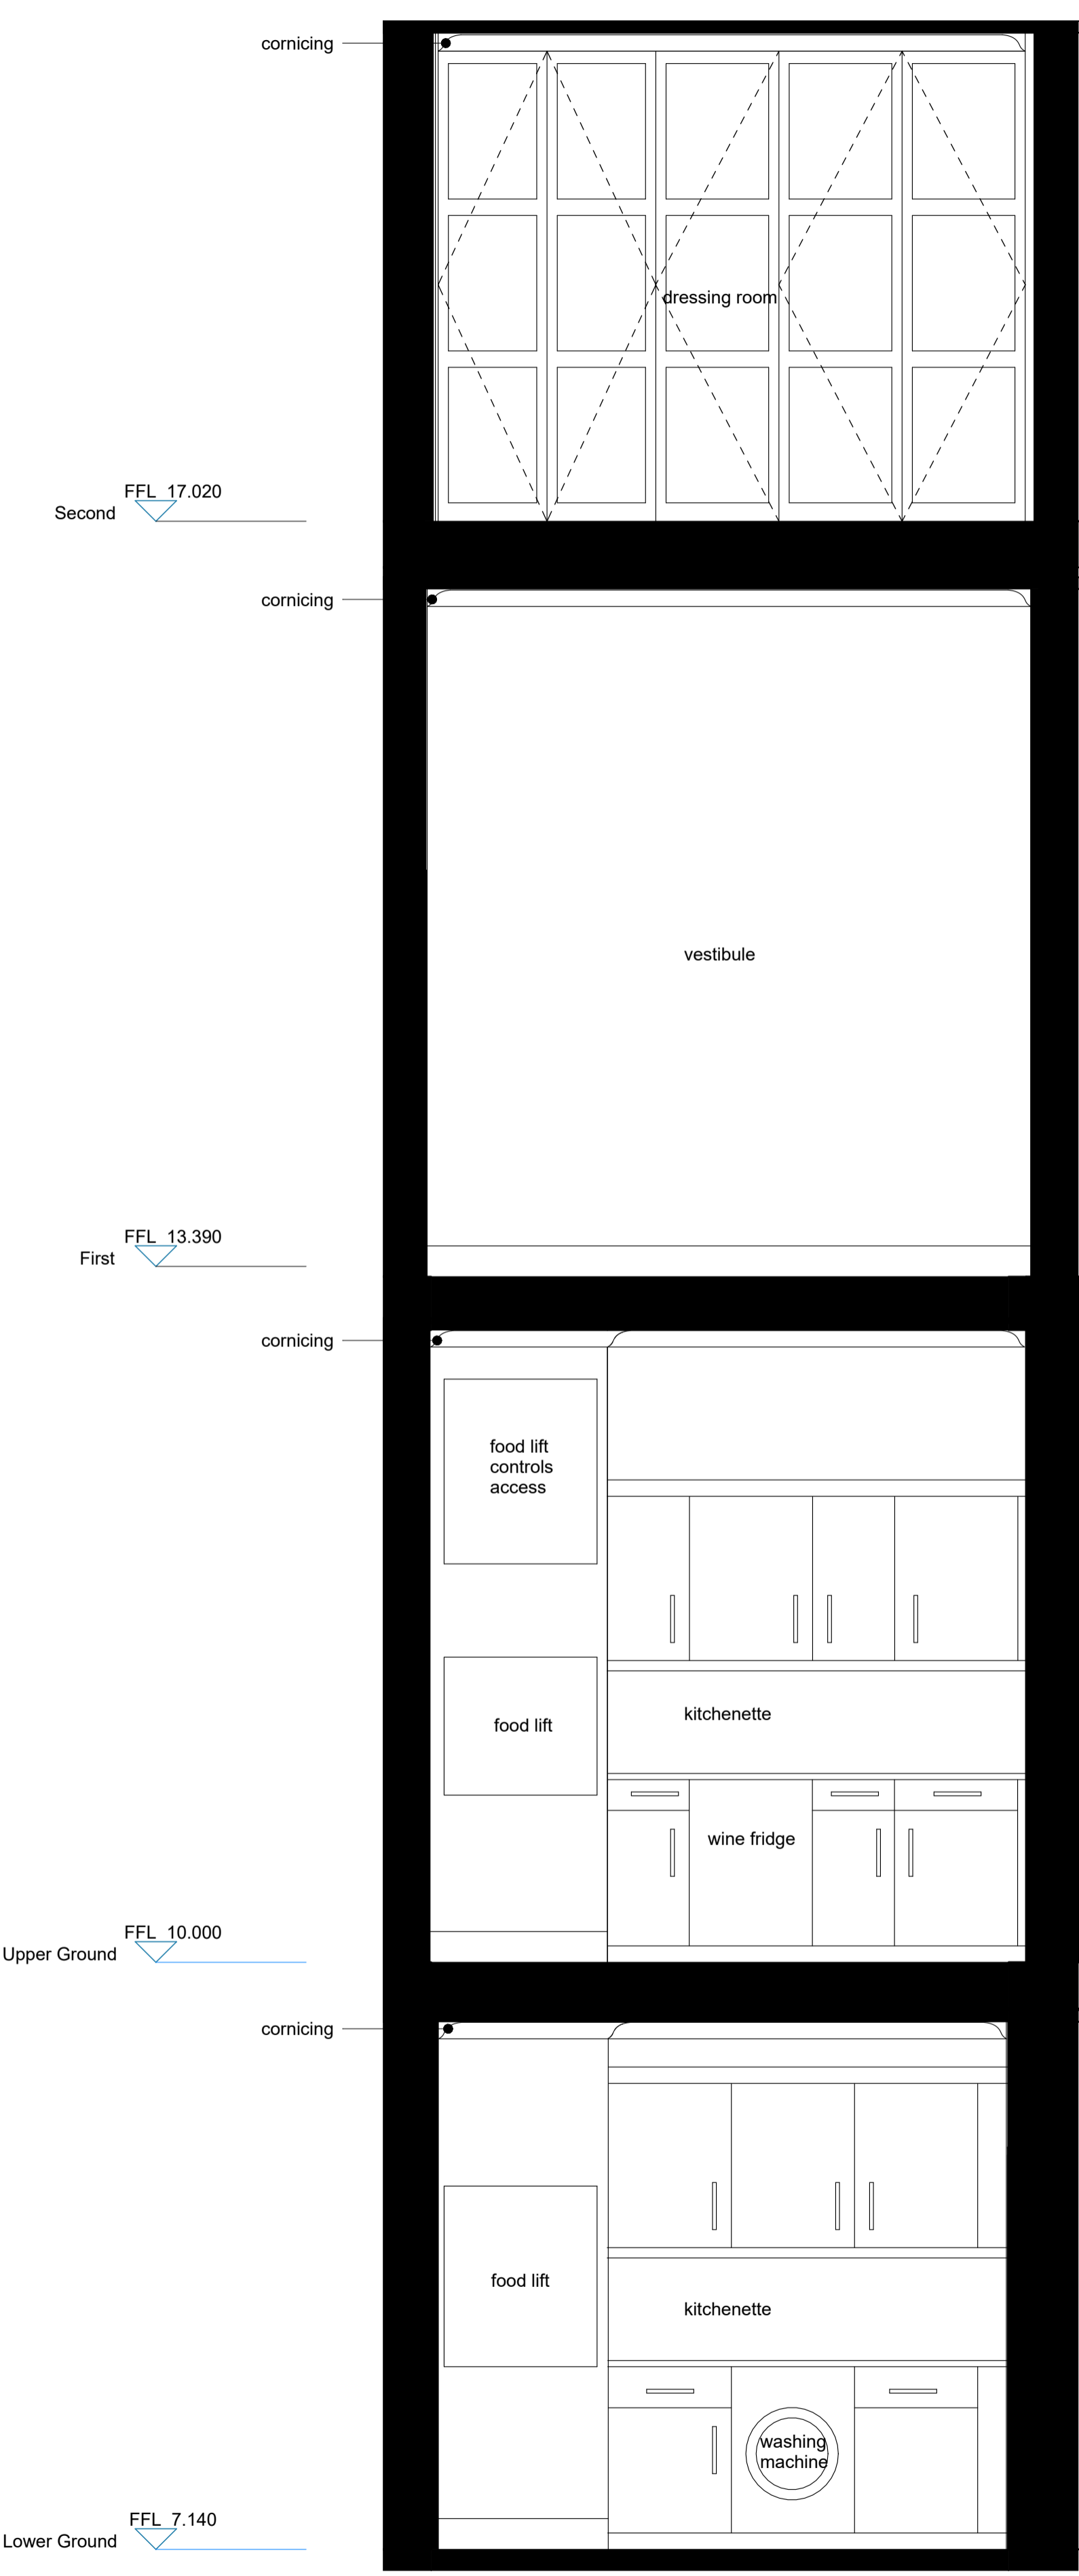 cornicing
dressing room
FFL 17.020
Second
cornicing
vestibule
FFL 13.390
First
cornicing
food lift
controls
access
kitchenette
food lift
wine fridge
FFL 10.000
Upper Ground
cornicing
food lift
kitchenette
washing
machine
FFL 7.140
Lower Ground